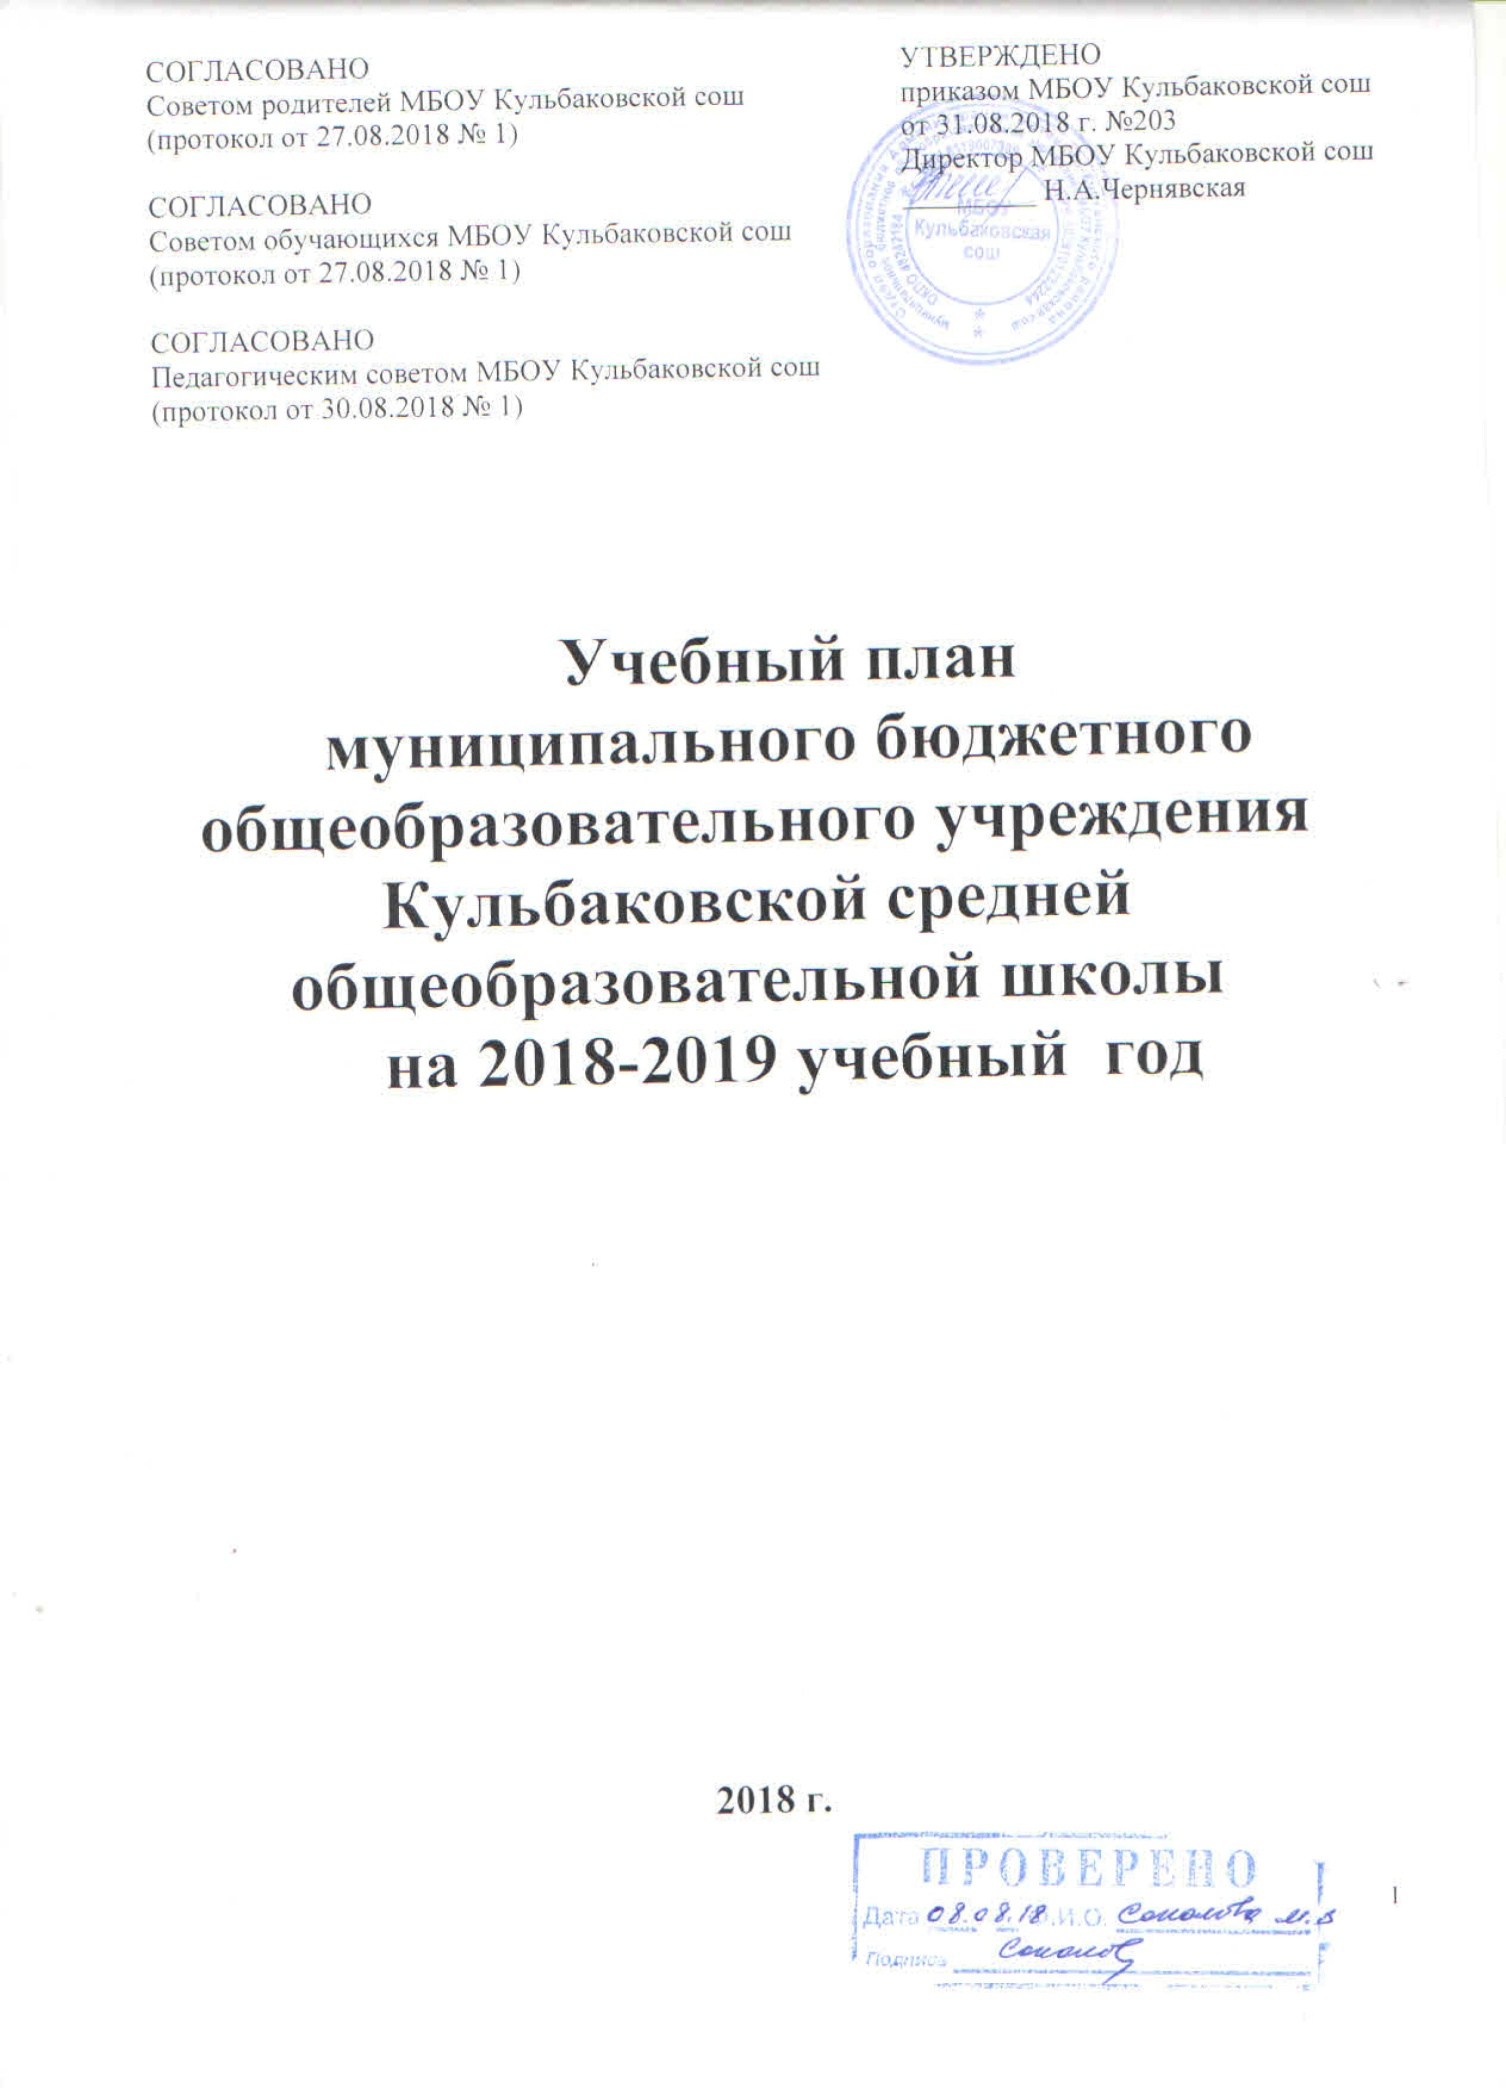 СОГЛАСОВАНО
Советом родителей МБОУ Кульбаковской сош
(протокол от 27.08.2018 № 1)
СОГЛАСОВАНО
Советом обучающихся МБОУ Кульбаковской сош
(протокол от 27.08.2018 № 1)
СОГЛАСОВАНО
Педагогическим советом МБОУ Кульбаковской сош
(протокол от 30.08.2018 № 1)
УТВЕРЖДЕНО
приказом МБОУ Кульбаковской сош
от 31.08.2018 г. №203
Директор МБОУ Кульбаковской сош
Н.А.Чернявская
МБОУ
Кульбаковская
сош
Учебный план
муниципального бюджетного
общеобразовательного учреждения
Кульбаковской средней
общеобразовательной школы
на 2018-2019 учебный год
2018 г.
ПРОВЕРЕНО
Дата 08.08.18 .И.О. Соколова М.В
Подпись
1